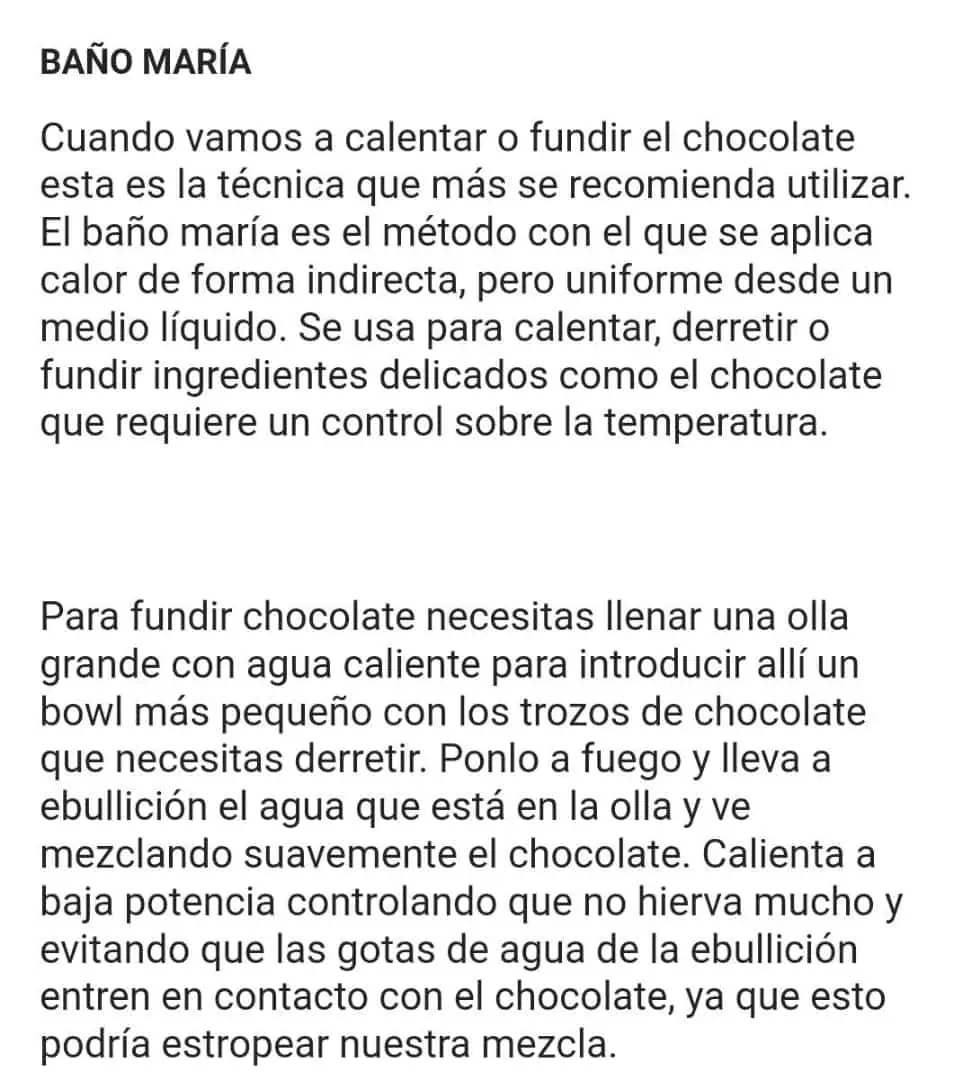 BAÑO MARÍA
Cuando vamos a calentar o fundir el chocolate
esta es la técnica que más se recomienda utilizar.
El baño maría es el método con el que se aplica
calor de forma indirecta, pero uniforme desde un
medio líquido. Se usa para calentar, derretir o
fundir ingredientes delicados como el chocolate
que requiere un control sobre la temperatura.
Para fundir chocolate necesitas llenar una olla
grande con agua caliente para introducir allí un
bowl más pequeño con los trozos de chocolate
que necesitas derretir. Ponlo a fuego y lleva a
ebullición el agua que está en la olla y ve
mezclando suavemente el chocolate. Calienta a
baja potencia controlando que no hierva mucho y
evitando que las gotas de agua de la ebullición
entren en contacto con el chocolate, ya que esto
podría estropear nuestra mezcla.